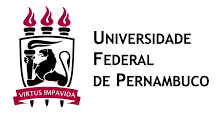 UNIVERSIDADE
FEDERAL
DE PERNAMBUCO
VIRTUS IMPAVIDA